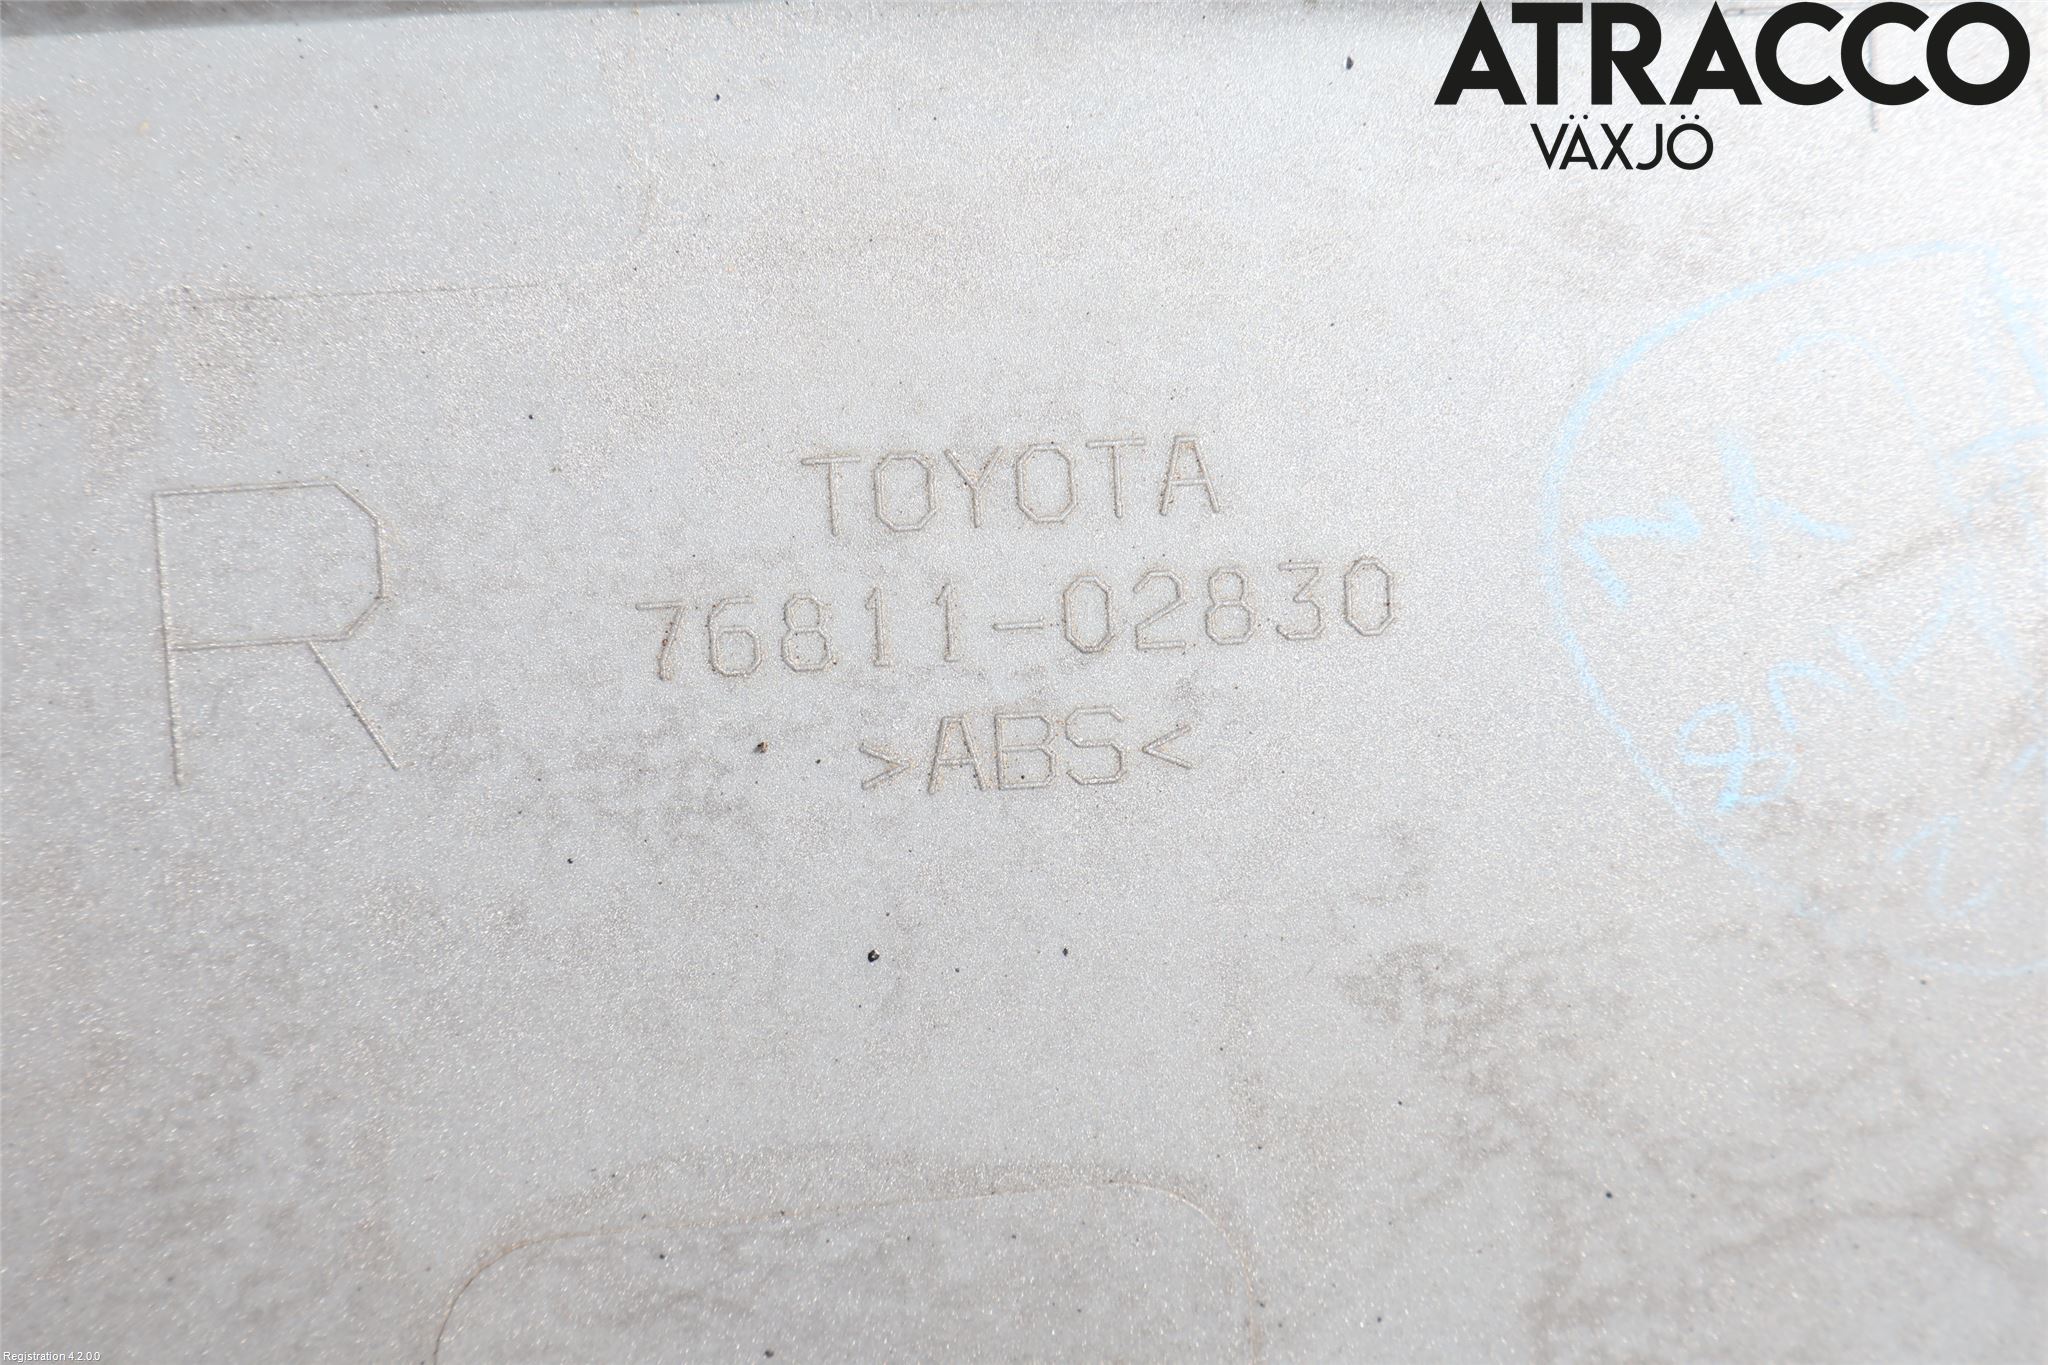 ATRACCO
VÄXJÖ
R
TOYOTA
76811-02830
>ABS<
Registration 4.2.0.0